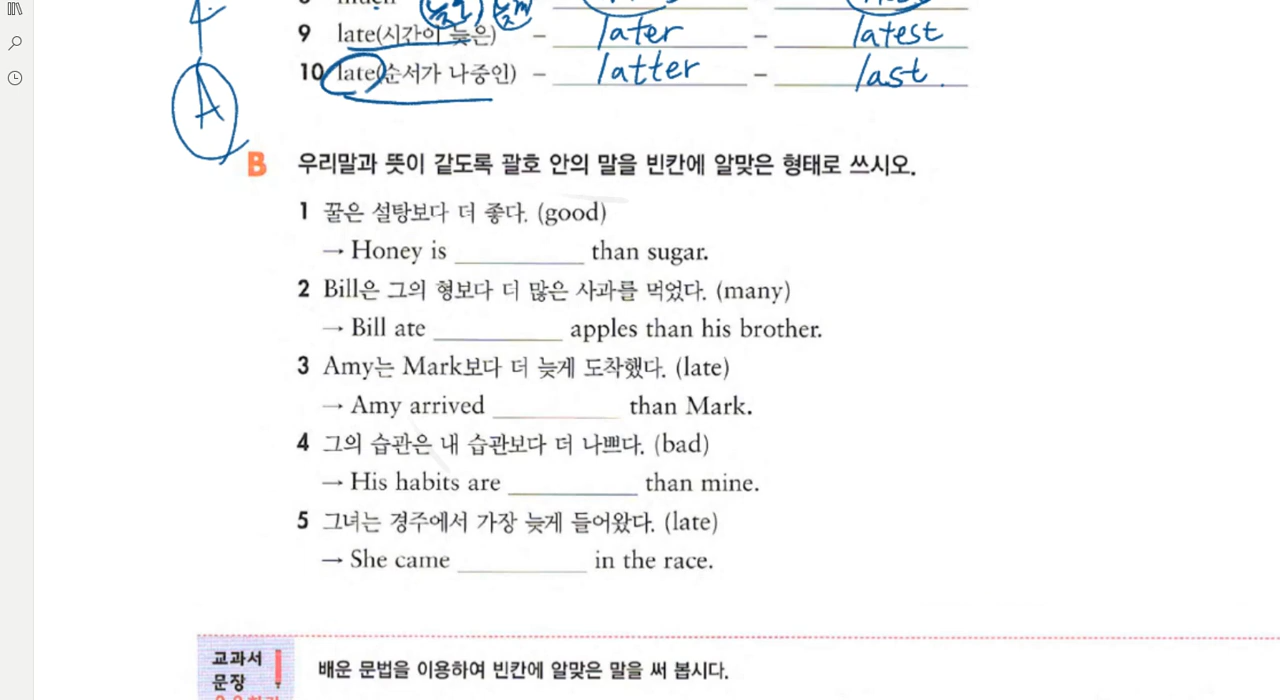 9 late(시간이 늦은) – later – latest
10 late(순서가 나중인) – latter – last.
A
B 우리말과 뜻이 같도록 괄호 안의 말을 빈칸에 알맞은 형태로 쓰시오.
1 꿀은 설탕보다 더 좋다. (good)
→ Honey is ____________ than sugar.
2 Bill은 그의 형보다 더 많은 사과를 먹었다. (many)
→ Bill ate ____________ apples than his brother.
3 Amy는 Mark보다 더 늦게 도착했다. (late)
→ Amy arrived ____________ than Mark.
4 그의 습관은 내 습관보다 더 나쁘다. (bad)
→ His habits are ____________ than mine.
5 그녀는 경주에서 가장 늦게 들어왔다. (late)
→ She came ____________ in the race.
교과서
문장
배운 문법을 이용하여 빈칸에 알맞은 말을 써 봅시다.